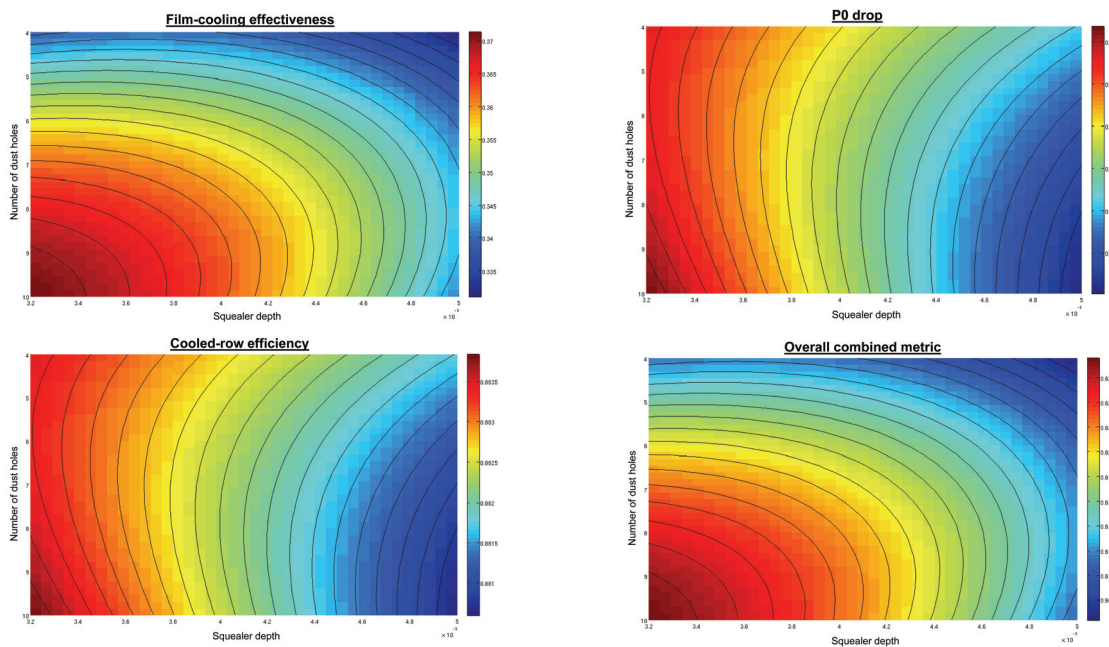 Film-cooling effectiveness
Number of dust holes
4
5
6
7
8
9
10
3.2 3.4 3.6 3.8 4 4.2 4.4 4.6 4.8 5
× 10⁻³
Squealer depth
0.37
0.365
0.36
0.355
0.35
0.345
0.34
0.335
P0 drop
Number of dust holes
4
5
6
7
8
9
10
3.2 3.4 3.6 3.8 4 4.2 4.4 4.6 4.8 5
× 10⁻³
Squealer depth
Cooled-row efficiency
Number of dust holes
4
5
6
7
8
9
10
3.2 3.4 3.6 3.8 4 4.2 4.4 4.6 4.8 5
× 10⁻³
Squealer depth
0.8835
0.883
0.8825
0.882
0.8815
0.881
Overall combined metric
Number of dust holes
4
5
6
7
8
9
10
3.2 3.4 3.6 3.8 4 4.2 4.4 4.6 4.8 5
× 10⁻³
Squealer depth